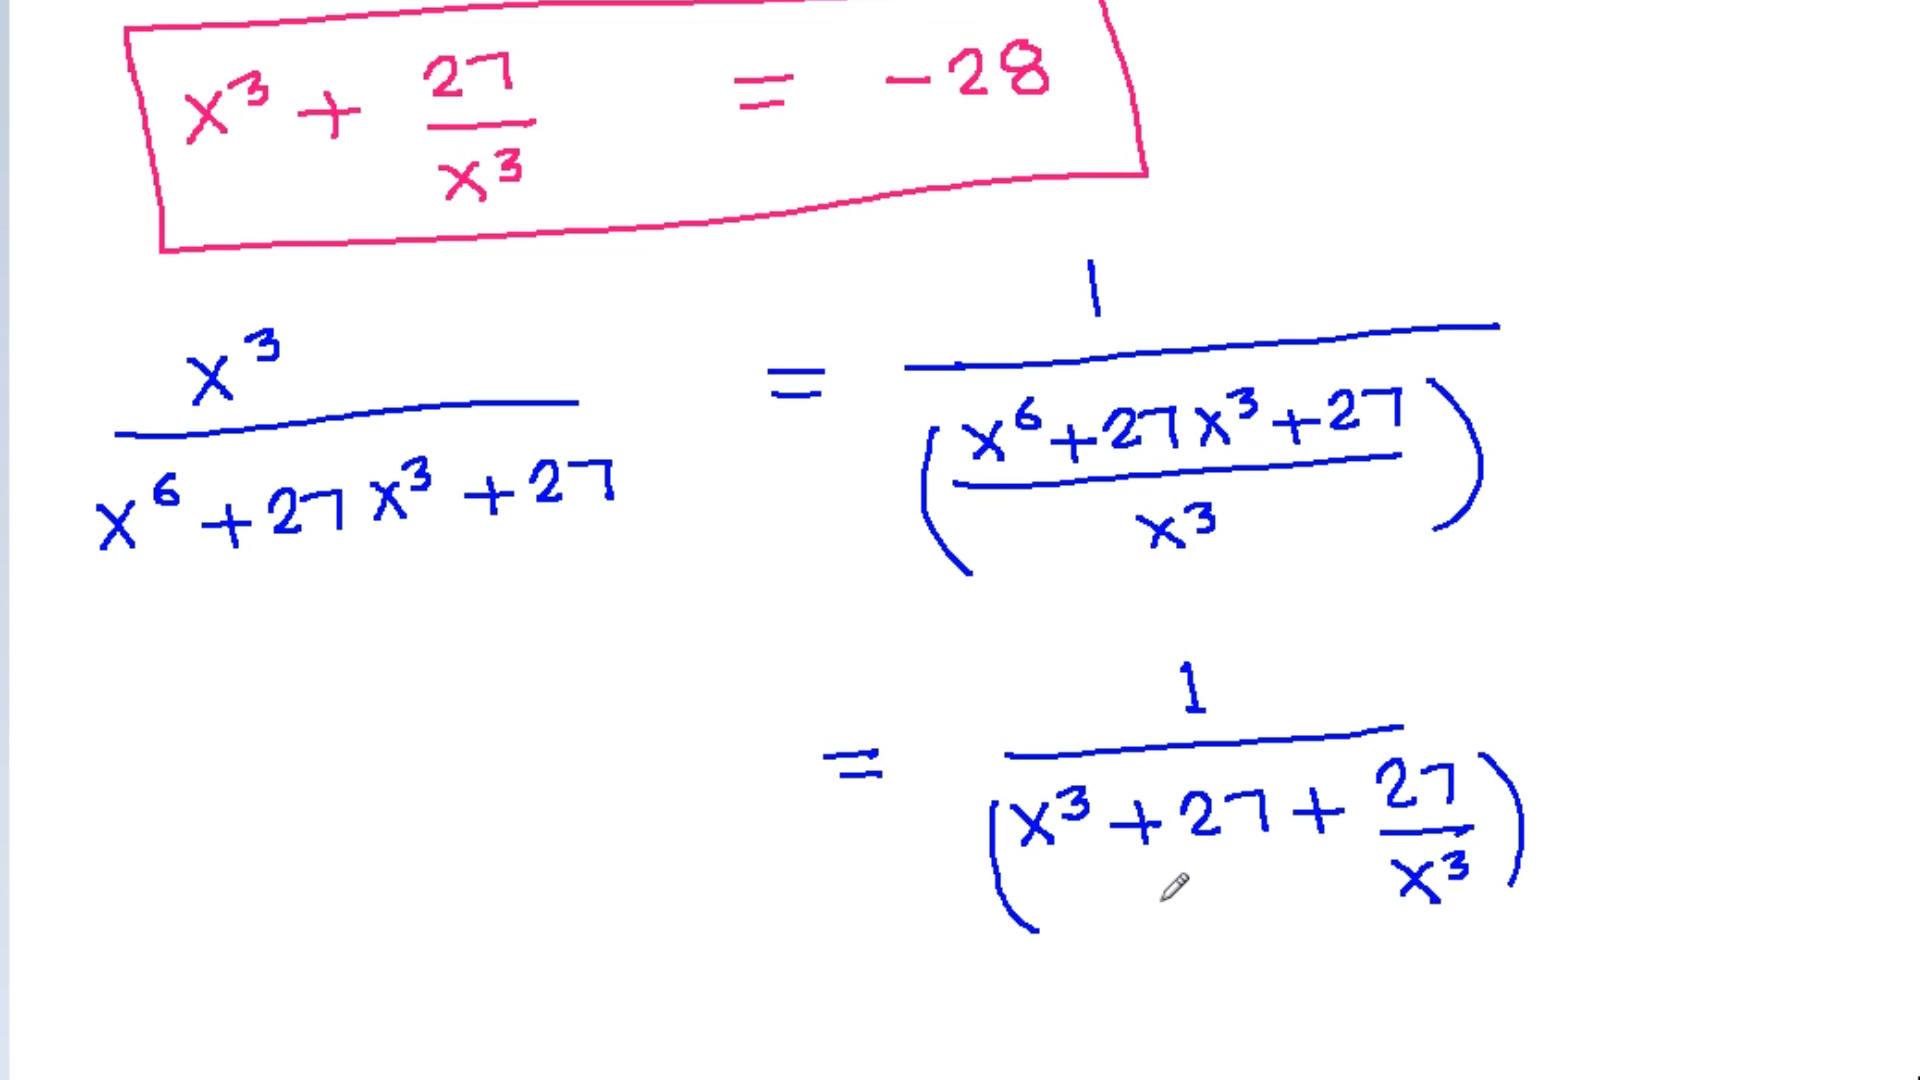 x³ + 27/x³ = -28
x³/(x⁶ + 27x³ + 27) = 1/((x⁶ + 27x³ + 27)/x³)
= 1/(x³ + 27 + 27/x³)